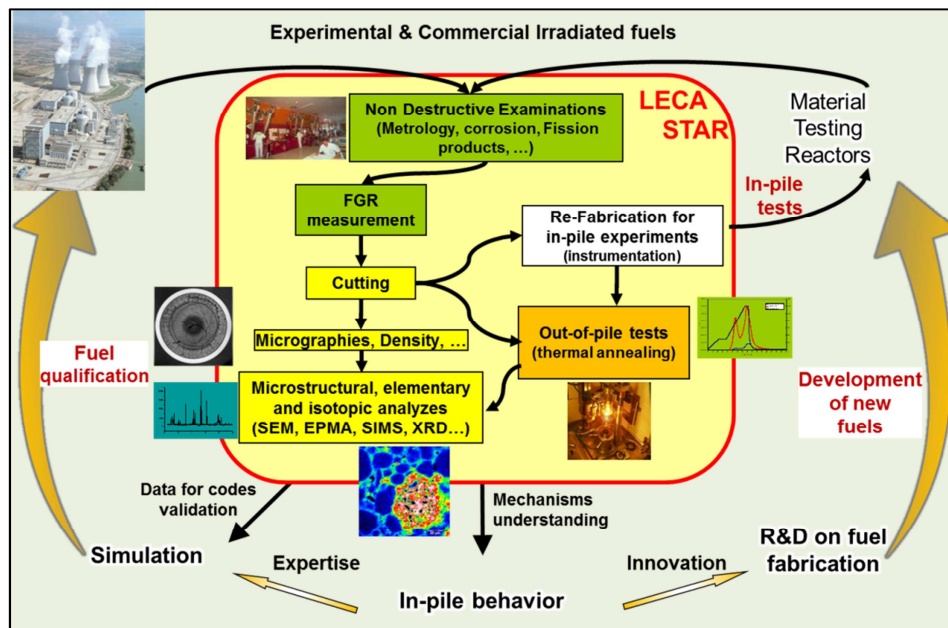 Experimental & Commercial Irradiated fuels
LECA
STAR
Non Destructive Examinations
(Metrology, corrosion, Fission
products, ...)
Material
Testing
Reactors
In-pile
tests
FGR
measurement
Re-Fabrication for
in-pile experiments
(instrumentation)
Cutting
Micrographies, Density, ...
Out-of-pile tests
(thermal annealing)
Microstructural, elementary
and isotopic analyzes
(SEM, EPMA, SIMS, XRD...)
Fuel
qualification
Development
of new
fuels
Data for codes
validation
Mechanisms
understanding
Simulation
Expertise
In-pile behavior
Innovation
R&D on fuel
fabrication